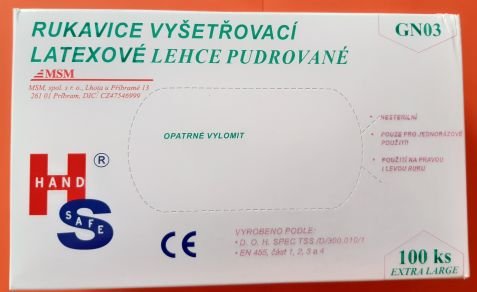 RUKAVICE VYŠETŘOVACÍ
LATEXOVÉ LEHCE PUDROVANÉ
GN03
MSM
MSM, spol. s r. o., Lhota u Příbramě 13
261 01 Příbram, DIČ: CZ47546999
OPATRNĚ VYLOMIT
• NESTERILNÍ
• POUZE PRO JEDNORÁZOVÉ
POUŽITÍ
• POUŽITÍ NA PRAVOU
I LEVOU RUKU
HAND
SAFE
®
CE
VYROBENO PODLE:
• D. O. H. SPEC TSS /D/300.010/1
• EN 455, část 1, 2, 3 a 4
100 ks
EXTRA LARGE